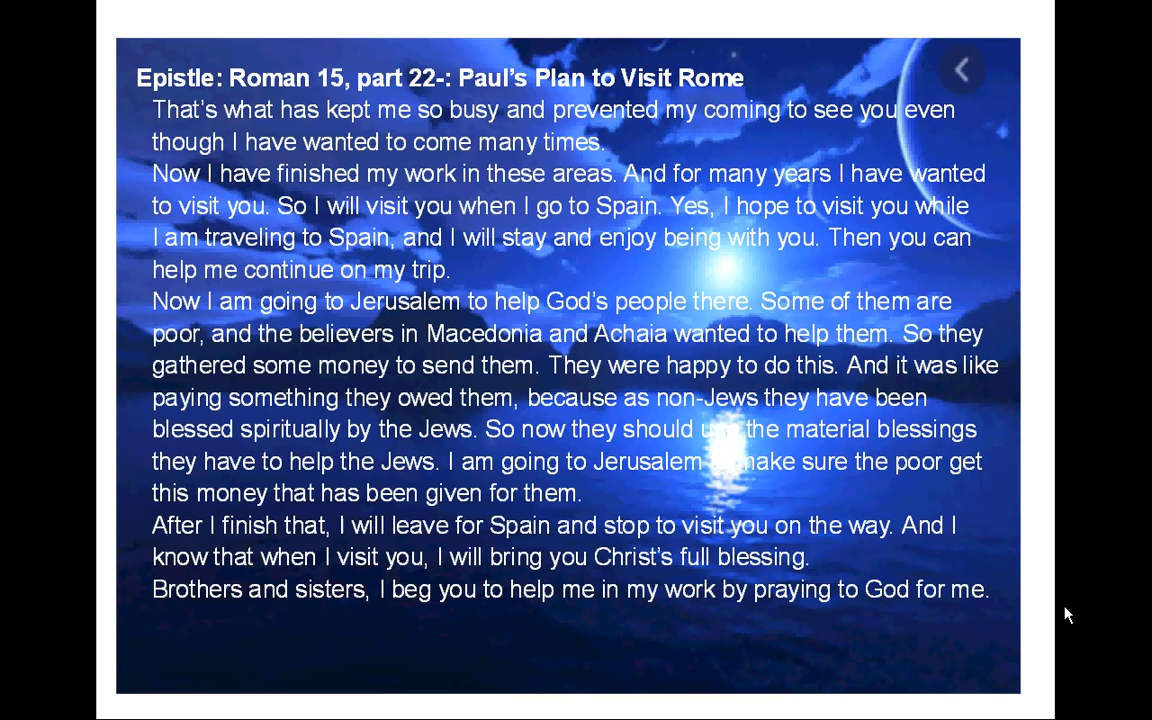 Epistle: Roman 15, part 22-: Paul's Plan to Visit Rome
That's what has kept me so busy and prevented my coming to see you even
though I have wanted to come many times.
Now I have finished my work in these areas. And for many years I have wanted
to visit you. So I will visit you when I go to Spain. Yes, I hope to visit you while
I am traveling to Spain, and I will stay and enjoy being with you. Then you can
help me continue on my trip.
Now I am going to Jerusalem to help God's people there. Some of them are
poor, and the believers in Macedonia and Achaia wanted to help them. So they
gathered some money to send them. They were happy to do this. And it was like
paying something they owed them, because as non-Jews they have been
blessed spiritually by the Jews. So now they should the material blessings
they have to help the Jews. I am going to Jerusalem make sure the poor get
this money that has been given for them.
After I finish that, I will leave for Spain and stop to visit you on the way. And I
know that when I visit you, I will bring you Christ's full blessing.
Brothers and sisters, I beg you to help me in my work by praying to God for me.